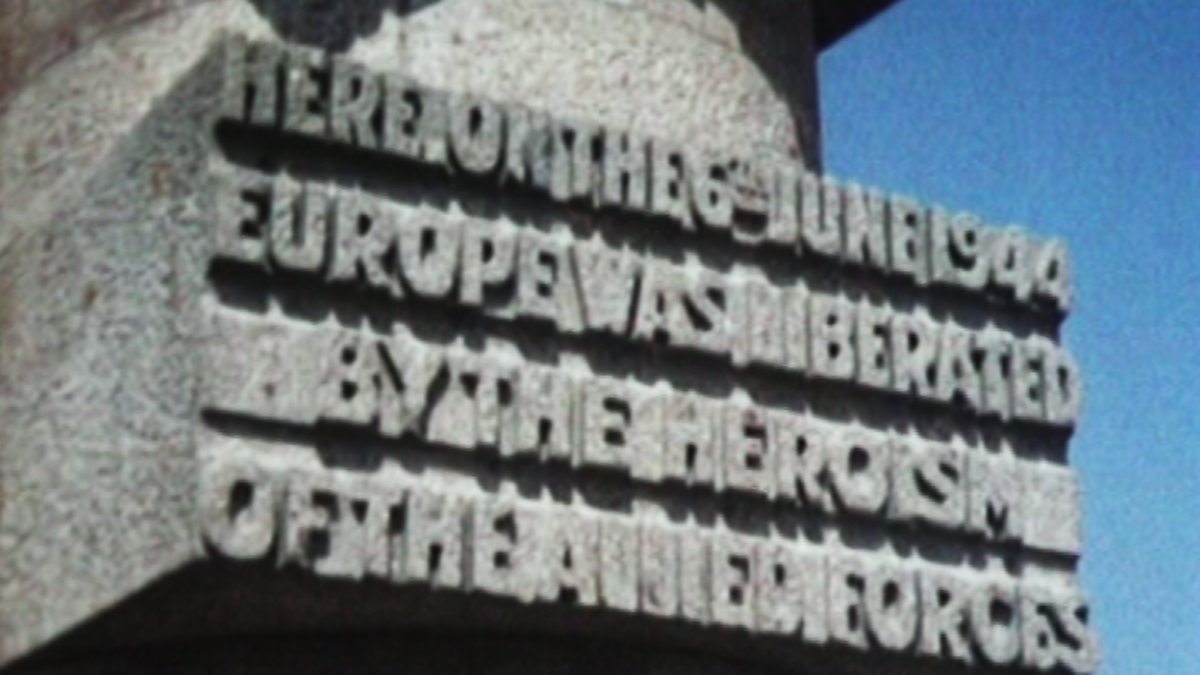 HERE ON THE 6TH JUNE 1944
EUROPE WAS LIBERATED
BY THE HEROISM
OF THE ALLIED FORCES